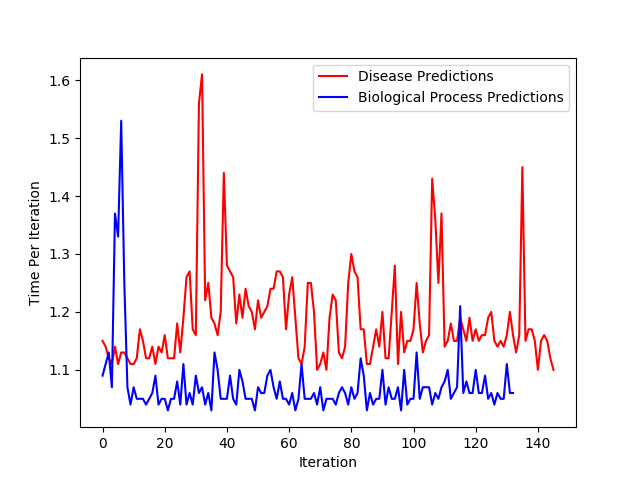 Disease Predictions
Biological Process Predictions
Time Per Iteration
1.6
1.5
1.4
1.3
1.2
1.1
0 20 40 60 80 100 120 140
Iteration